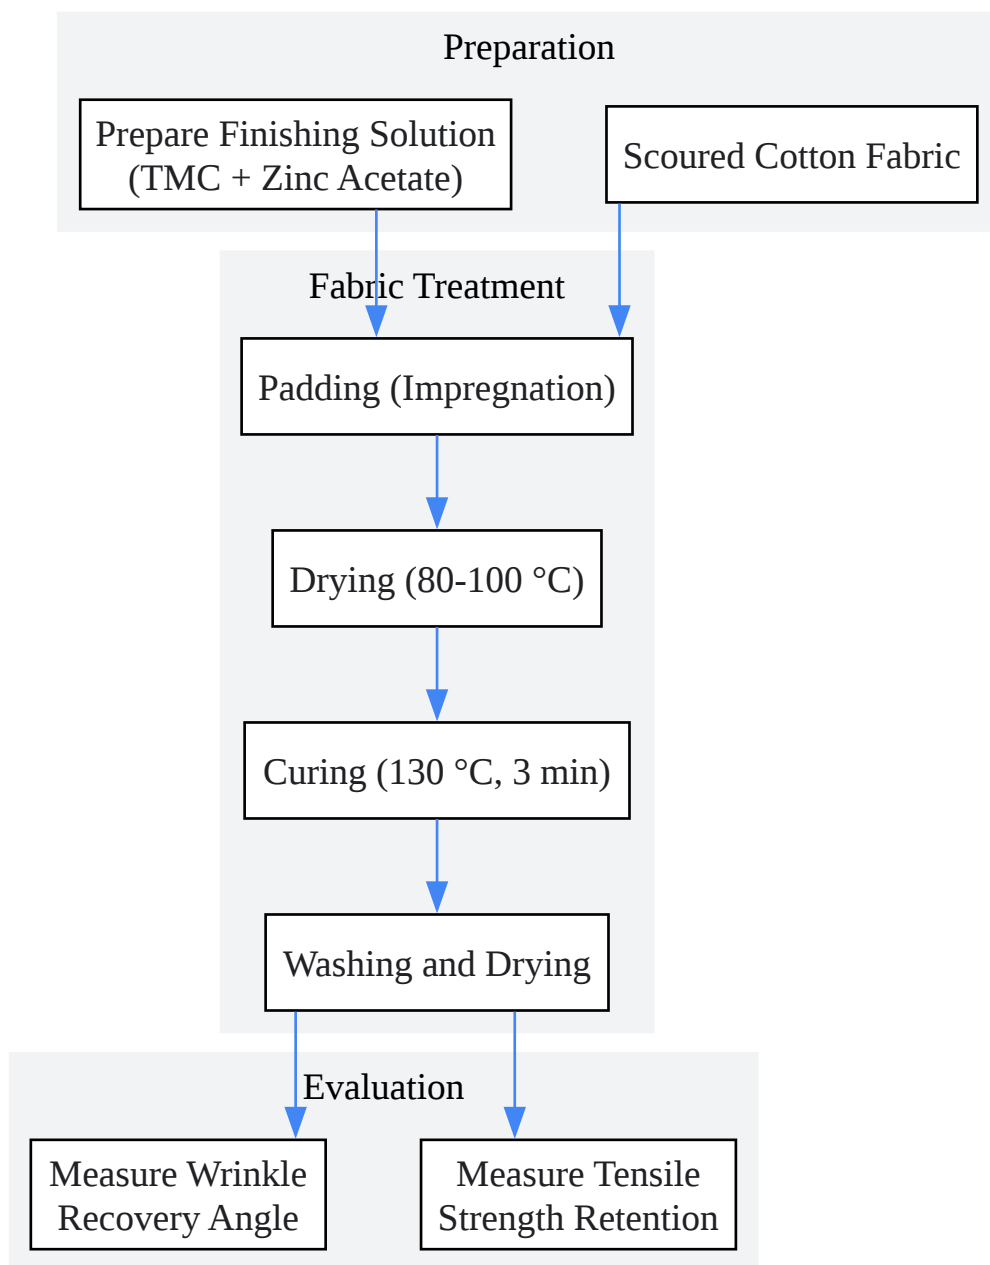 Preparation
Prepare Finishing Solution
(TMC + Zinc Acetate)
Scoured Cotton Fabric
Fabric Treatment
Padding (Impregnation)
Drying (80-100 °C)
Curing (130 °C, 3 min)
Washing and Drying
Evaluation
Measure Wrinkle
Recovery Angle
Measure Tensile
Strength Retention